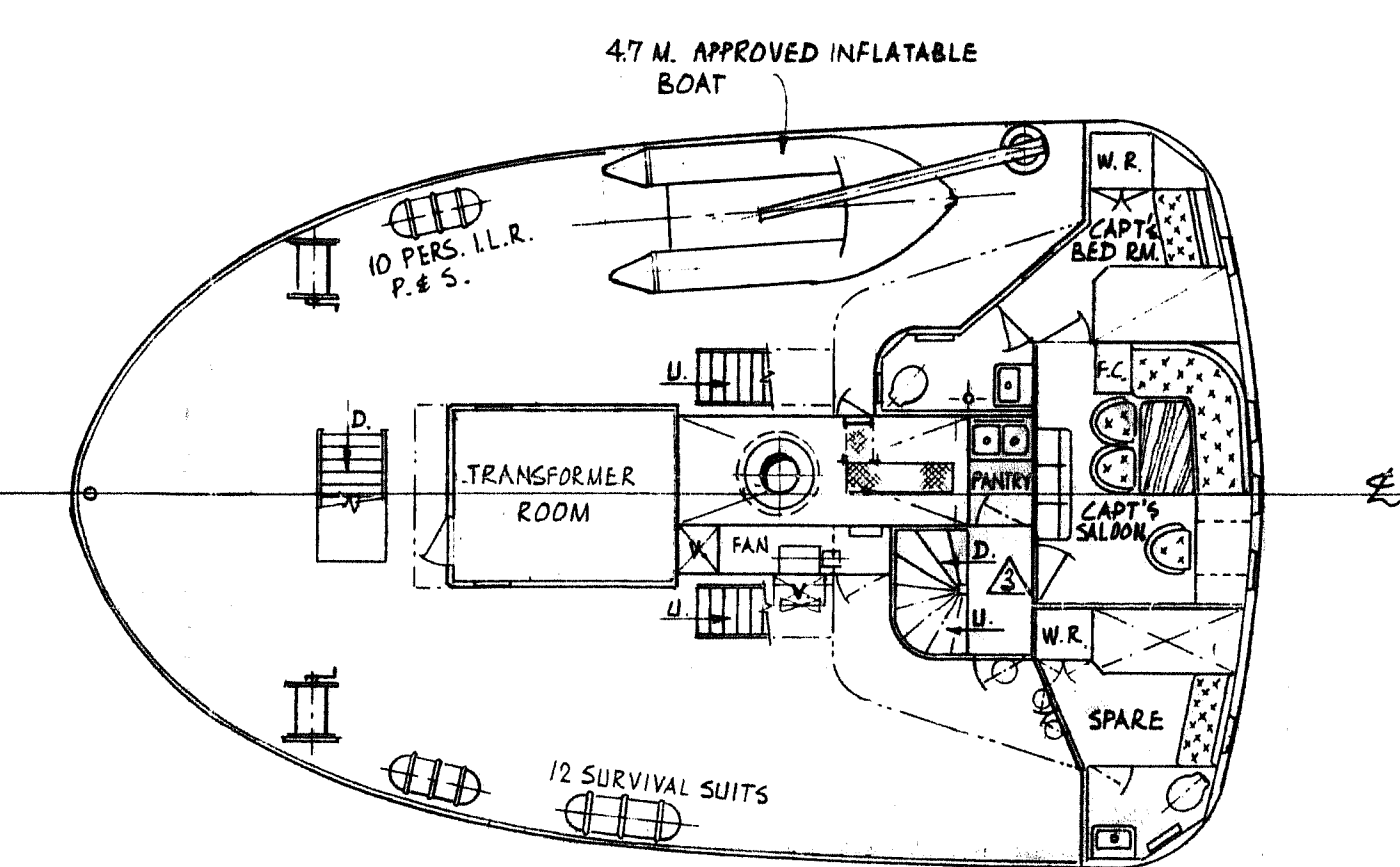 4.7 M. APPROVED INFLATABLE
BOAT
W.R.
CAPT'S
BED RM.
10 PERS. I.L.R.
P. & S.
U.
F.C.
D.
TRANSFORMER
ROOM
PANTRY
CAPT'S
SALOON
V.
FAN
D.
3
U.
U.
W.R.
SPARE
12 SURVIVAL SUITS